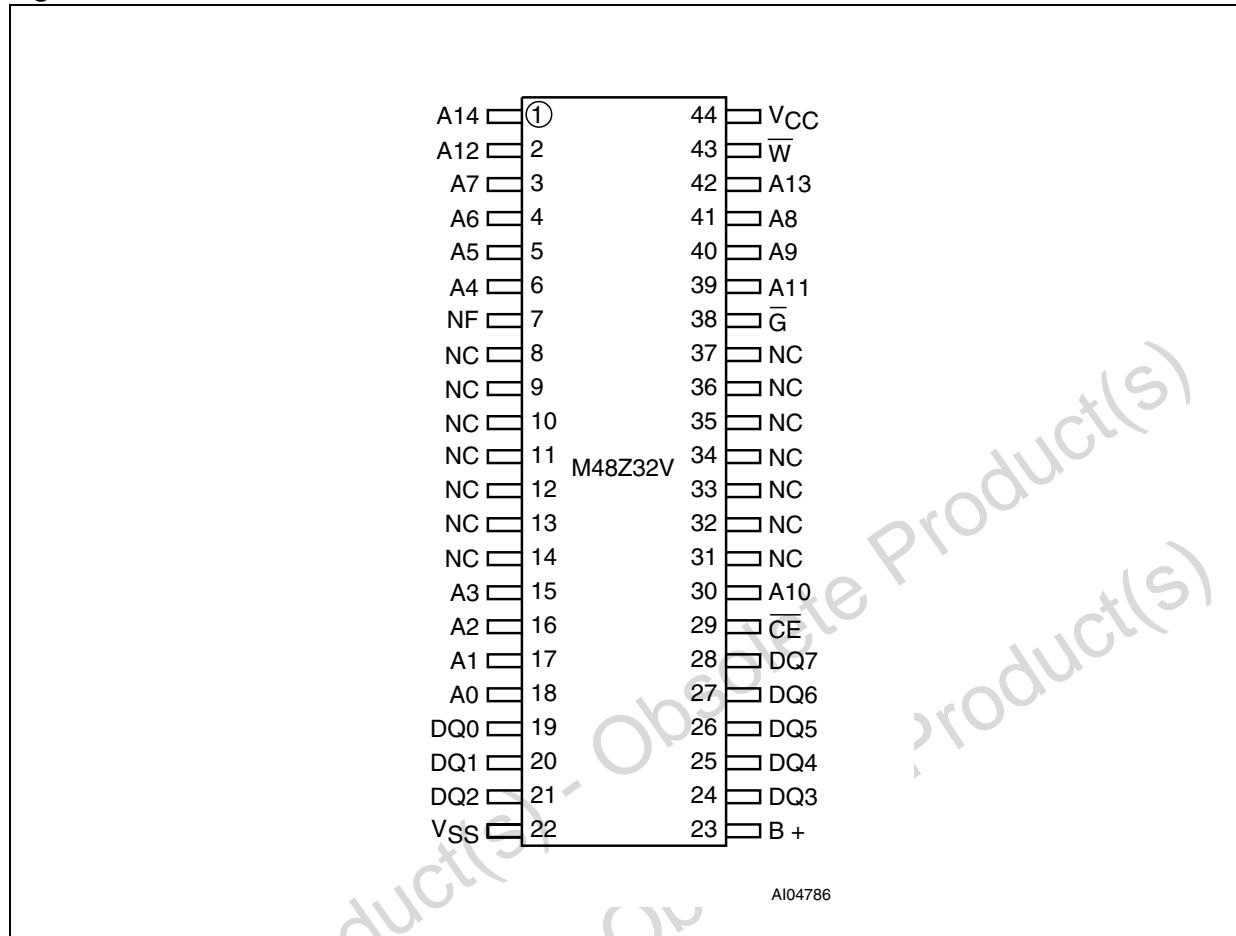 A14 1 44 VCC
A12 2 43 W̅
A7 3 42 A13
A6 4 41 A8
A5 5 40 A9
A4 6 39 A11
NF 7 38 G̅
NC 8 37 NC
NC 9 36 NC
NC 10 35 NC
NC 11 M48Z32V 34 NC
NC 12 33 NC
NC 13 32 NC
NC 14 31 NC
A3 15 30 A10
A2 16 29 C̅E̅
A1 17 28 DQ7
A0 18 27 DQ6
DQ0 19 26 DQ5
DQ1 20 25 DQ4
DQ2 21 24 DQ3
VSS 22 23 B +
AI04786
duct(s) - Obsolete Product(s)
Ob Product(s)